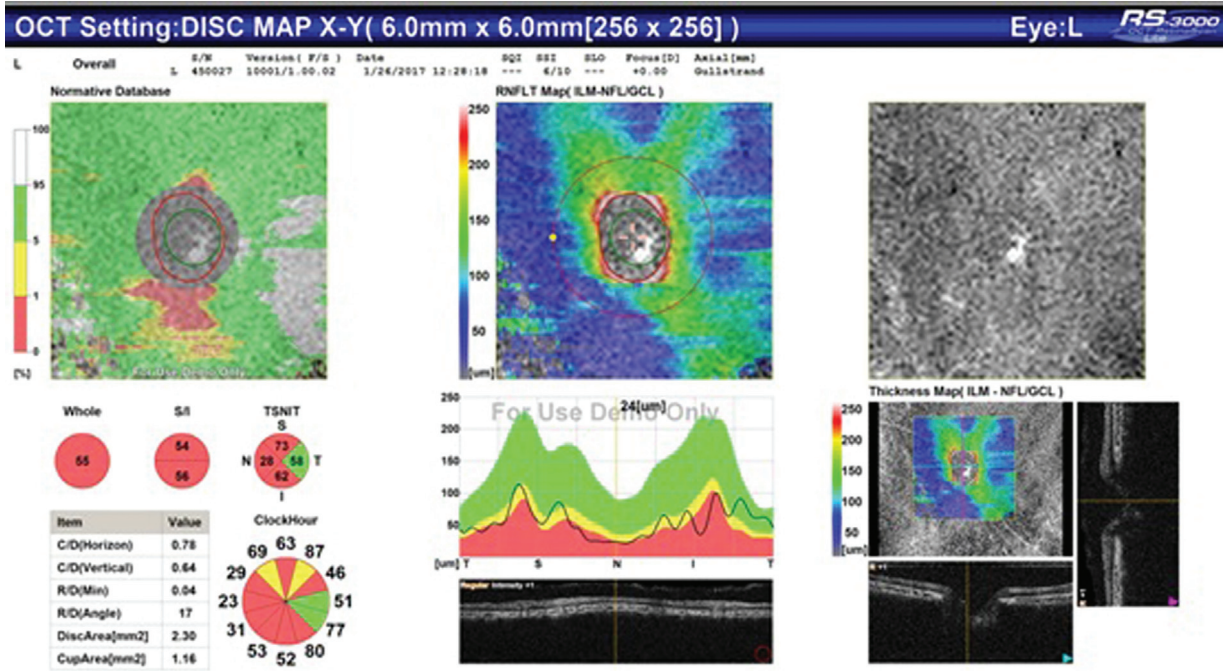 OCT Setting:DISC MAP X-Y( 6.0mm x 6.0mm[256 x 256] ) Eye:L RS-3000
OCT RetinaScan
Lite
L Overall S/N Version( F/S ) Date SQI SSI SLO Focus[D] Axial[mm]
L 450027 10001/1.00.02 1/26/2017 12:28:18 --- 6/10 --- +0.00 Gullstrand
Normative Database
100
95
5
1
0
[%]
For Use Demo Only
RNFLT Map( ILM-NFL/GCL )
250
200
150
100
50
[um]
Whole S/I TSNIT
S
55
54
56
N 73 28 58 62 T
I
Item Value
C/D(Horizon) 0.78
C/D(Vertical) 0.64
R/D(Min) 0.04
R/D(Angle) 17
DiscArea[mm2] 2.30
CupArea[mm2] 1.16
ClockHour
69 63 87
29 46
23 51
31 77
53 52 80
For Use Demo Only
24[um]
250
200
150
100
50
[um] T S N I T
Regular Intensity *1
Thickness Map( ILM - NFL/GCL )
250
200
150
100
50
[um]